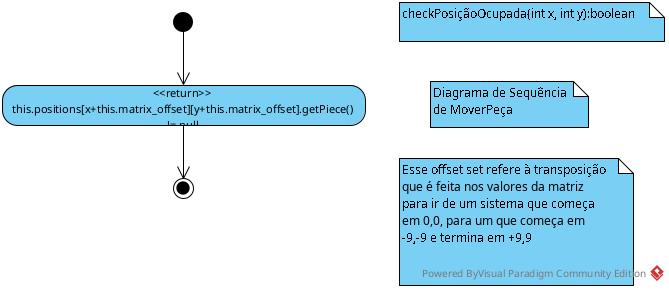 checkPosiçãoOcupada(int x, int y):boolean
<<return>>
this.positions[x+this.matrix_offset][y+this.matrix_offset].getPiece()
!= null
Diagrama de Sequência
de MoverPeça
Esse offset set refere à transposição
que é feita nos valores da matriz
para ir de um sistema que começa
em 0,0, para um que começa em
-9,-9 e termina em +9,9
Powered ByVisual Paradigm Community Edition